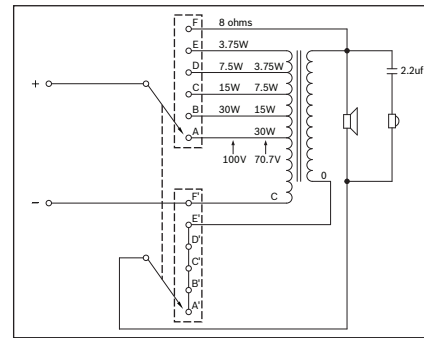 F 8 ohms
E 3.75W
D 7.5W 3.75W
+ C 15W 7.5W 2.2uf
B 30W 15W
A 30W
100V 70.7V 0
- F' C
E'
D'
C'
B'
A'